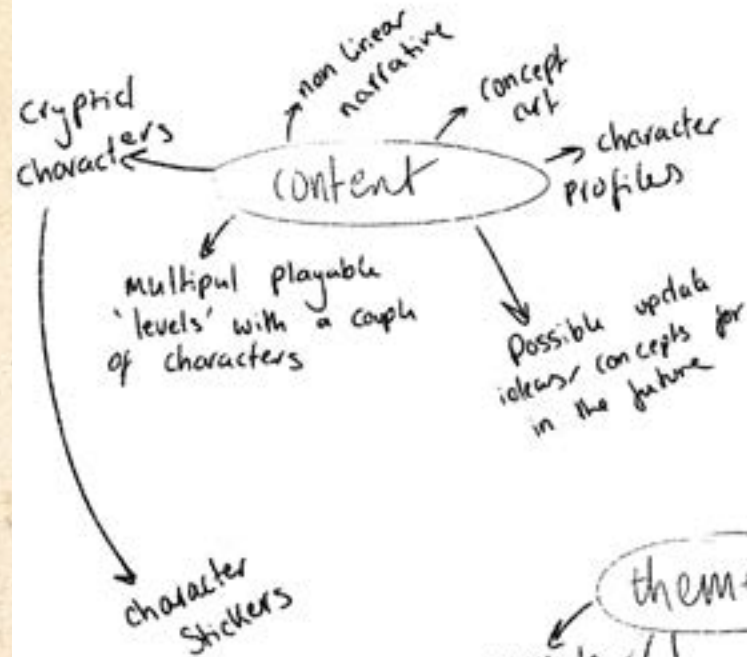 non linear
narrative
concept
art
cryptid
characters
content
character
profiles
multipul playable
'levels' with a couple
of characters
Possible update
ideas/concepts for
in the future
character
Stickers